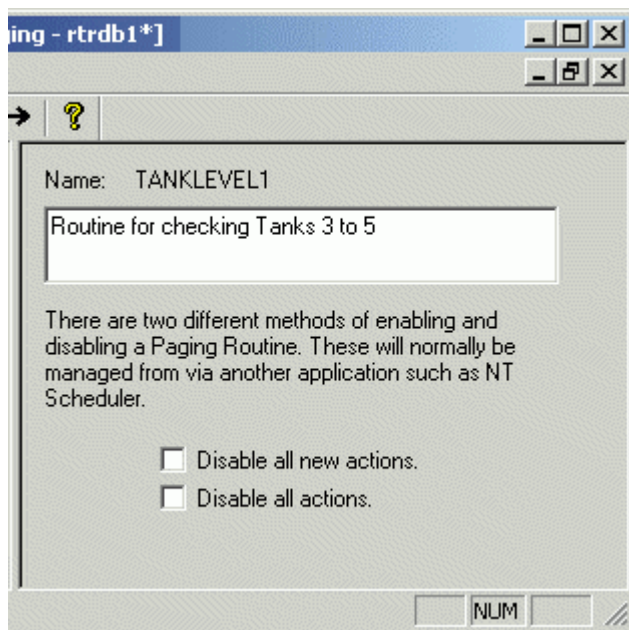 ging - rtrdb1*]
Name: TANKLEVEL1
Routine for checking Tanks 3 to 5
There are two different methods of enabling and
disabling a Paging Routine. These will normally be
managed from via another application such as NT
Scheduler.
Disable all new actions.
Disable all actions.
NUM